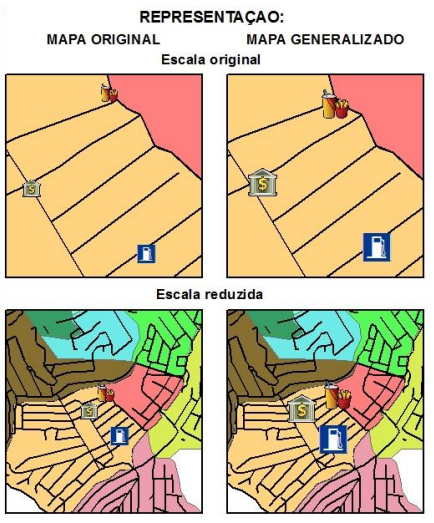 REPRESENTAÇAO:
MAPA ORIGINAL MAPA GENERALIZADO
Escala original
$ $
Escala reduzida
$ $